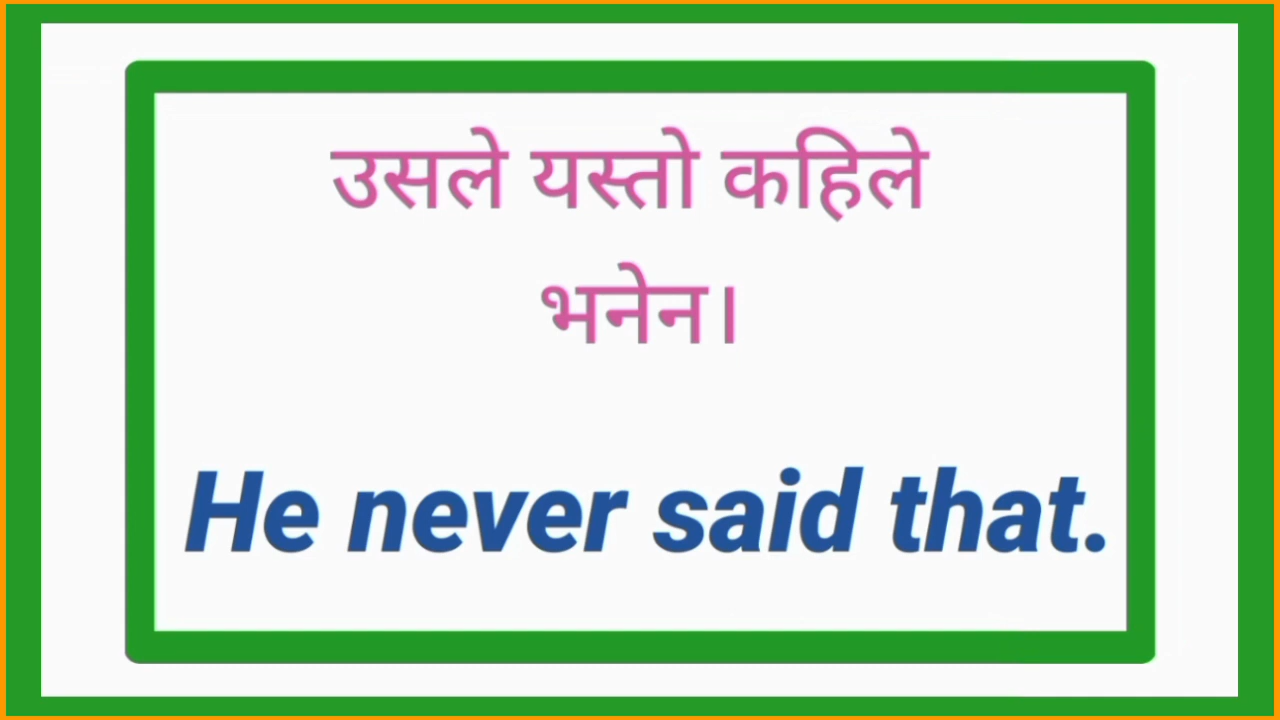 उसले यस्तो कहिले
भनेन।
He never said that.